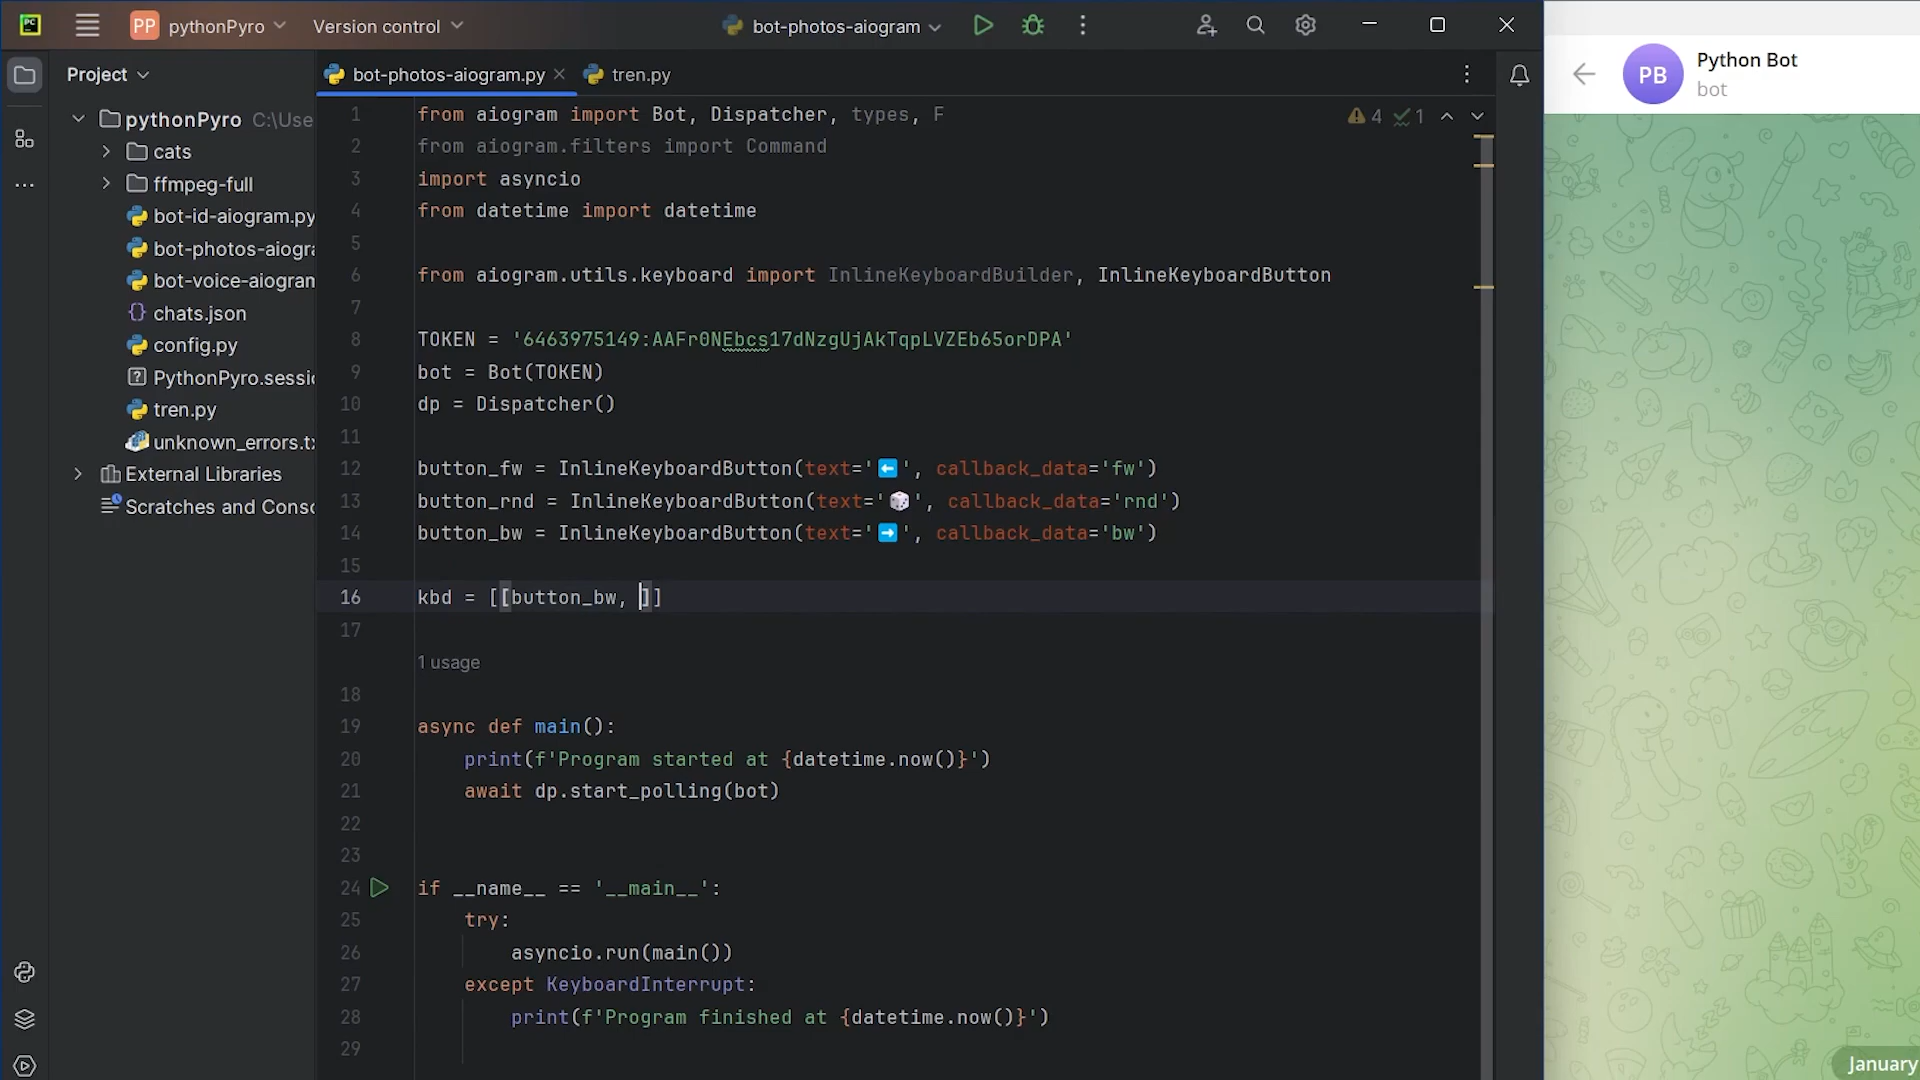 PP pythonPyro Version control bot-photos-aiogram
Project
bot-photos-aiogram.py tren.py
pythonPyro C:\Use
cats
ffmpeg-full
bot-id-aiogram.py
bot-photos-aiogra
bot-voice-aiogran
chats.json
config.py
PythonPyro.sessi
tren.py
unknown_errors.tx
External Libraries
Scratches and Conso
4 1
1 from aiogram import Bot, Dispatcher, types, F
2 from aiogram.filters import Command
3 import asyncio
4 from datetime import datetime
5
6 from aiogram.utils.keyboard import InlineKeyboardBuilder, InlineKeyboardButton
7
8 TOKEN = '6463975149:AAFr0NEbcs17dNzgUjAkTqpLVZEb65orDPA'
9 bot = Bot(TOKEN)
10 dp = Dispatcher()
11
12 button_fw = InlineKeyboardButton(text='⬅️', callback_data='fw')
13 button_rnd = InlineKeyboardButton(text='🎲', callback_data='rnd')
14 button_bw = InlineKeyboardButton(text='➡️', callback_data='bw')
15
16 kbd = [[button_bw, ]]
17
1 usage
18
19 async def main():
20 print(f'Program started at {datetime.now()}')
21 await dp.start_polling(bot)
22
23
24 if __name__ == '__main__':
25 try:
26 asyncio.run(main())
27 except KeyboardInterrupt:
28 print(f'Program finished at {datetime.now()}')
29
PB
Python Bot
bot
January